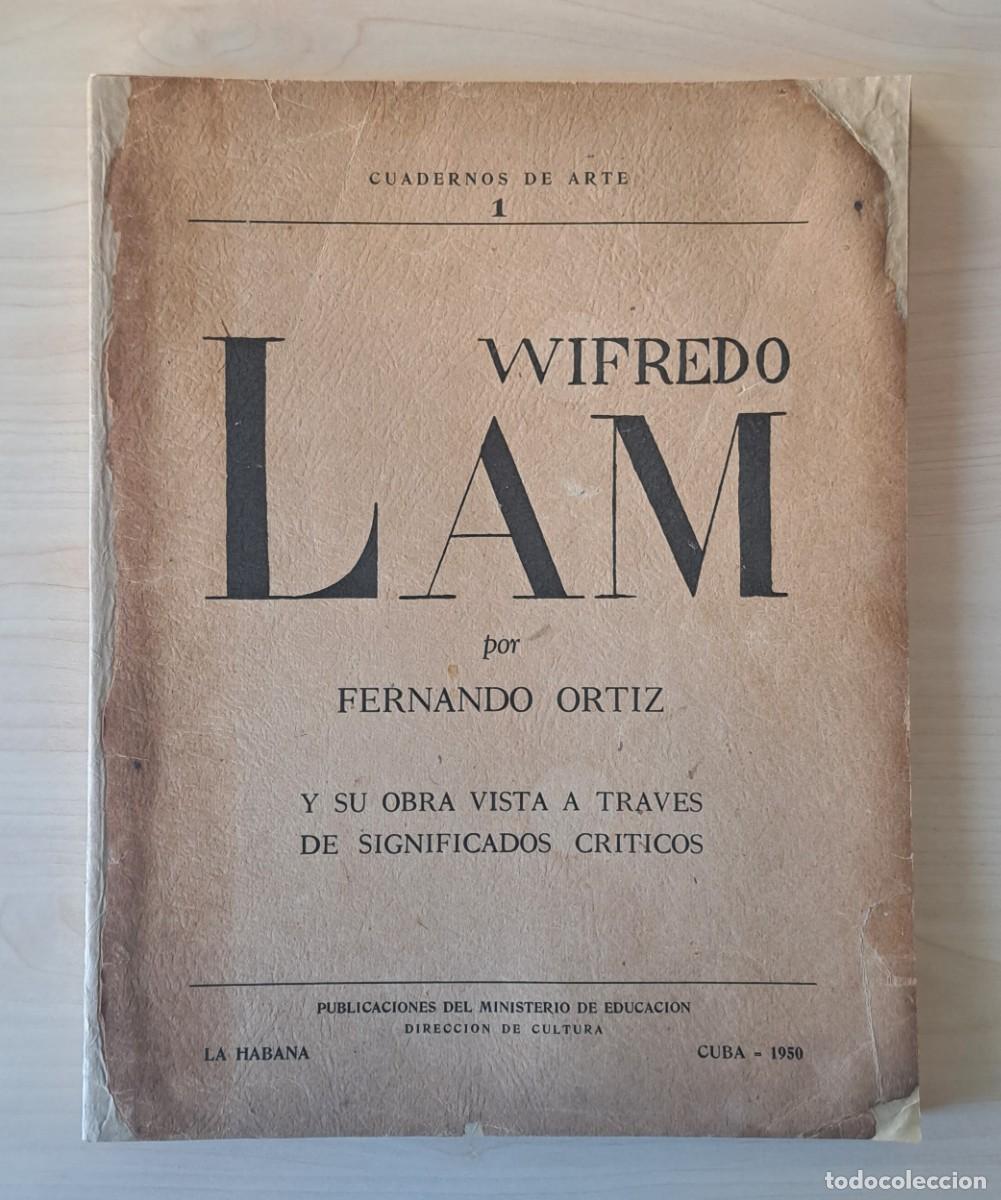 CUADERNOS DE ARTE
1
WIFREDO
LAM
por
FERNANDO ORTIZ
Y SU OBRA VISTA A TRAVES
DE SIGNIFICADOS CRITICOS
PUBLICACIONES DEL MINISTERIO DE EDUCACION
DIRECCION DE CULTURA
LA HABANA CUBA = 1950
todocoleccion